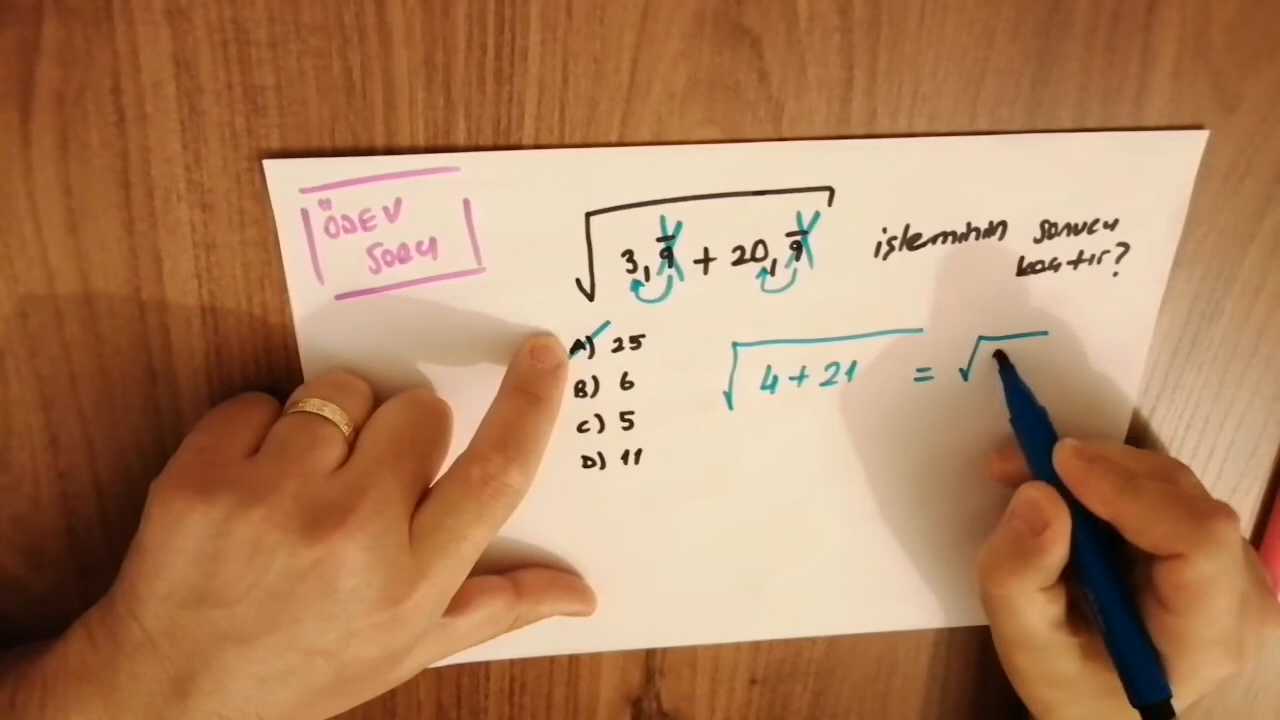 ÖDEV
SORU
√3,9̅ + 20,9̅ işleminin sonucu
kaçtır?
A) 25
B) 6
C) 5
D) 11
√4+21 = √